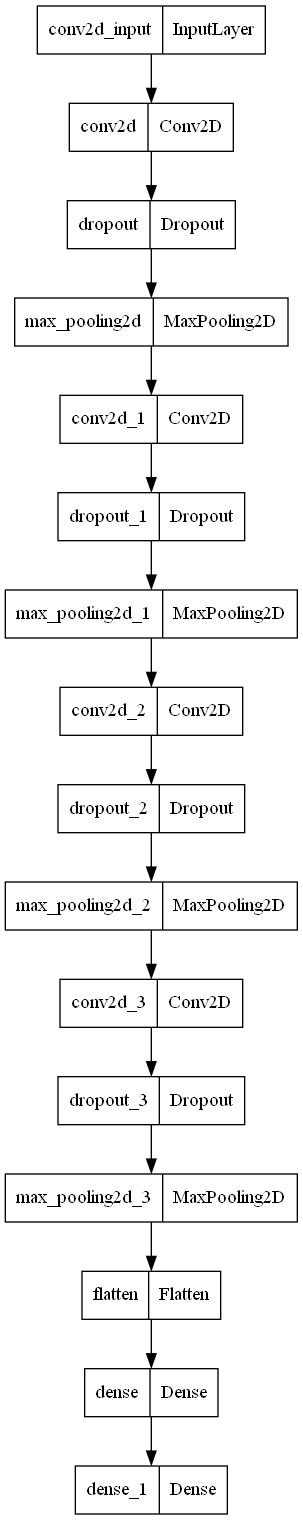 conv2d_input InputLayer
conv2d Conv2D
dropout Dropout
max_pooling2d MaxPooling2D
conv2d_1 Conv2D
dropout_1 Dropout
max_pooling2d_1 MaxPooling2D
conv2d_2 Conv2D
dropout_2 Dropout
max_pooling2d_2 MaxPooling2D
conv2d_3 Conv2D
dropout_3 Dropout
max_pooling2d_3 MaxPooling2D
flatten Flatten
dense Dense
dense_1 Dense